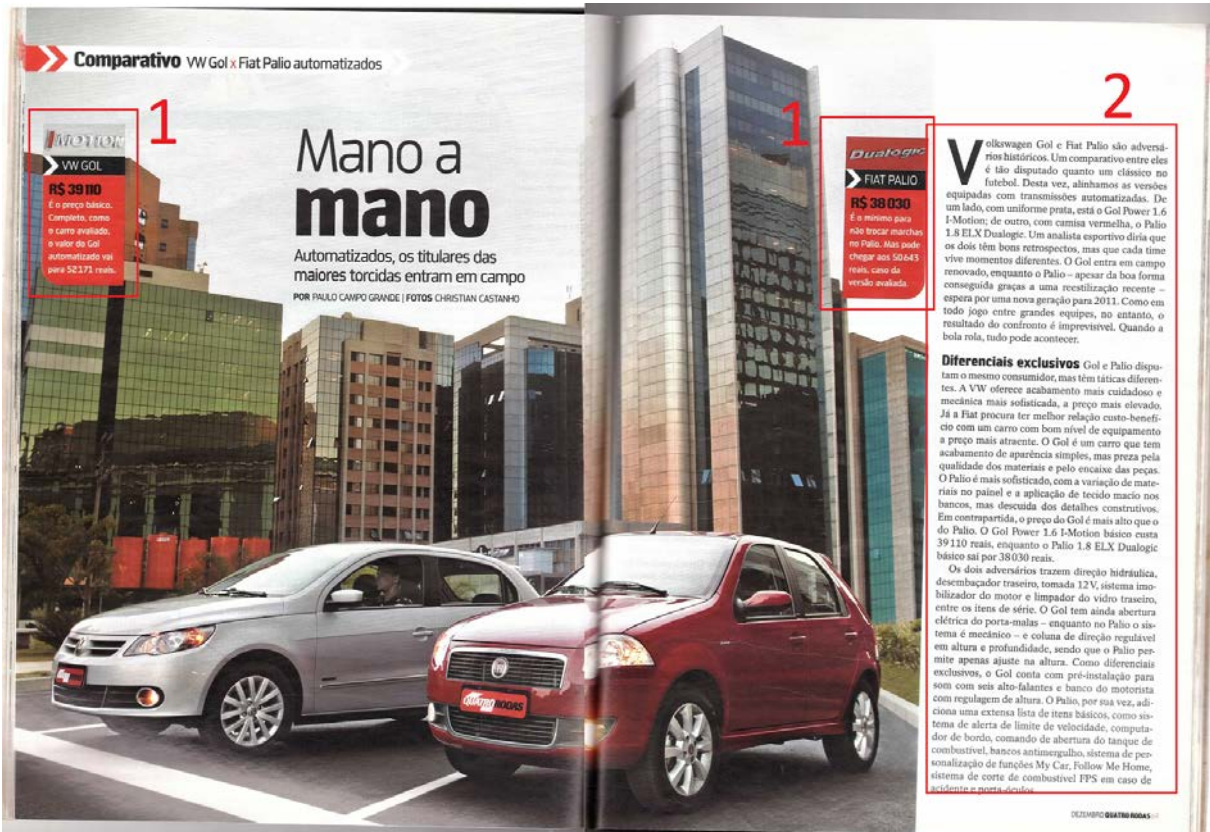 Comparativo VW Gol x Fiat Palio automatizados
1
I MOTION
VW GOL
R$ 39 110
É o preço básico.
Completo, como
o carro avaliado,
o valor do Gol
automatizado vai
para 52 171 reais.
Mano a
mano
Automatizados, os titulares das
maiores torcidas entram em campo
POR PAULO CAMPO GRANDE | FOTOS CHRISTIAN CASTANHO
1
Dualogic
FIAT PALIO
R$ 38 030
É o mínimo para
não trocar marchas
no Palio. Mas pode
chegar aos 50 643
reais, caso da
versão avaliada.
2
Volkswagen Gol e Fiat Palio são adversá-
rios históricos. Um comparativo entre eles
é tão disputado quanto um clássico no
futebol. Desta vez, alinhamos as versões
equipadas com transmissões automatizadas. De
um lado, com uniforme prata, está o Gol Power 1.6
I-Motion; de outro, com camisa vermelha, o Palio
1.8 ELX Dualogic. Um analista esportivo diria que
os dois têm bons retrospectos, mas que cada time
vive momentos diferentes. O Gol entra em campo
renovado, enquanto o Palio – apesar da boa forma
conseguida graças a uma reestilização recente –
espera por uma nova geração para 2011. Como em
todo jogo entre grandes equipes, no entanto, o
resultado do confronto é imprevisível. Quando a
bola rola, tudo pode acontecer.
Diferenciais exclusivos Gol e Palio dispu-
tam o mesmo consumidor, mas têm táticas diferen-
tes. A VW oferece acabamento mais cuidadoso e
mecânica mais sofisticada, a preço mais elevado.
Já a Fiat procura ter melhor relação custo-benefí-
cio com um carro com bom nível de equipamento
a preço mais atraente. O Gol é um carro que tem
acabamento de aparência simples, mas preza pela
qualidade dos materiais e pelo encaixe das peças.
O Palio é mais sofisticado, com a variação de mate-
riais no painel e a aplicação de tecido macio nos
bancos, mas descuida dos detalhes construtivos.
Em contrapartida, o preço do Gol é mais alto que o
do Palio. O Gol Power 1.6 I-Motion básico custa
39 110 reais, enquanto o Palio 1.8 ELX Dualogic
básico sai por 38 030 reais.
Os dois adversários trazem direção hidráulica,
desembaçador traseiro, tomada 12V, sistema imo-
bilizador do motor e limpador do vidro traseiro,
entre os itens de série. O Gol tem ainda abertura
elétrica do porta-malas – enquanto no Palio o sis-
tema é mecânico – e coluna de direção regulável
em altura e profundidade, sendo que o Palio per-
mite apenas ajuste na altura. Como diferenciais
exclusivos, o Gol conta com pré-instalação para
som com seis alto-falantes e banco do motorista
com regulagem de altura. O Palio, por sua vez, adi-
ciona uma extensa lista de itens básicos, como sis-
tema de alerta de limite de velocidade, computa-
dor de bordo, comando de abertura do tanque de
combustível, bancos antimergulho, sistema de per-
sonalização de funções My Car, Follow Me Home,
sistema de corte de combustível FPS em caso de
acidente e porta-óculos
QUATRO RODAS
DEZEMBRO QUATRO RODAS